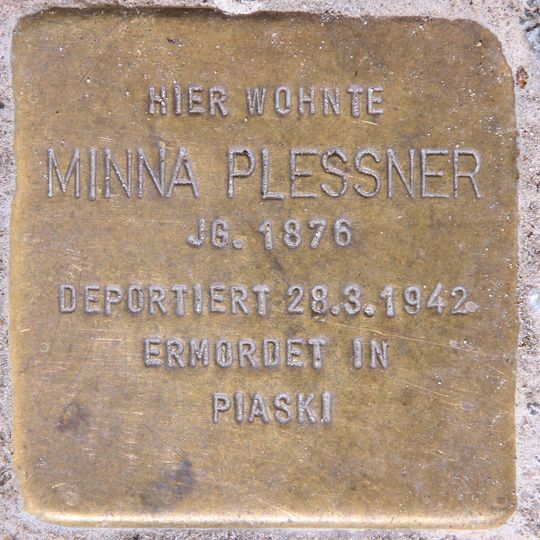 HIER WOHNTE
MINNA PLESSNER
JG. 1876
DEPORTIERT 28.3.1942
ERMORDET IN
PIASKI